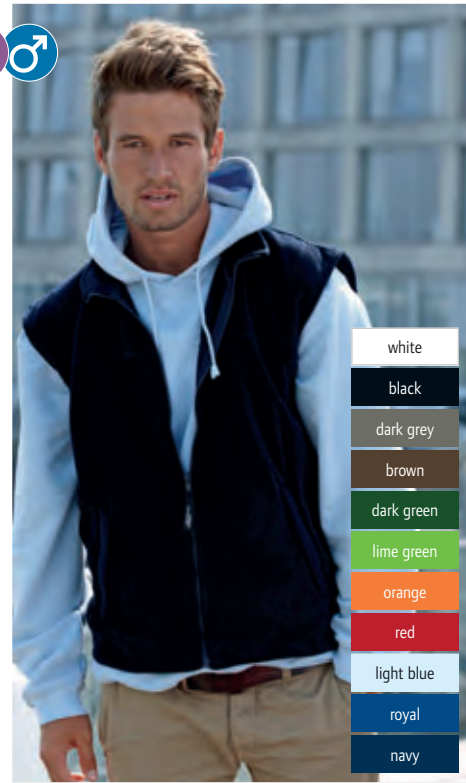 white
black
dark grey
brown
dark green
lime green
orange
red
light blue
royal
navy